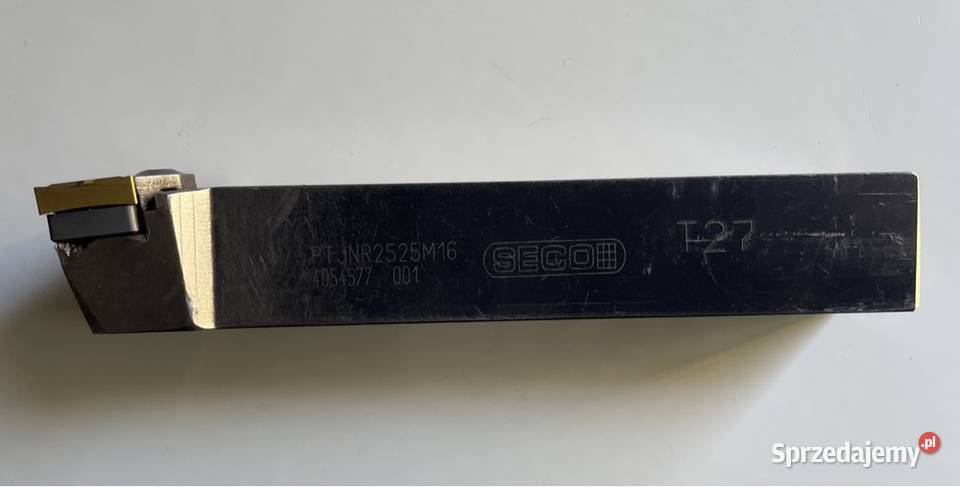 PTJNR2525M16
4054577 001
SECO
T27
Sprzedajemy.pl